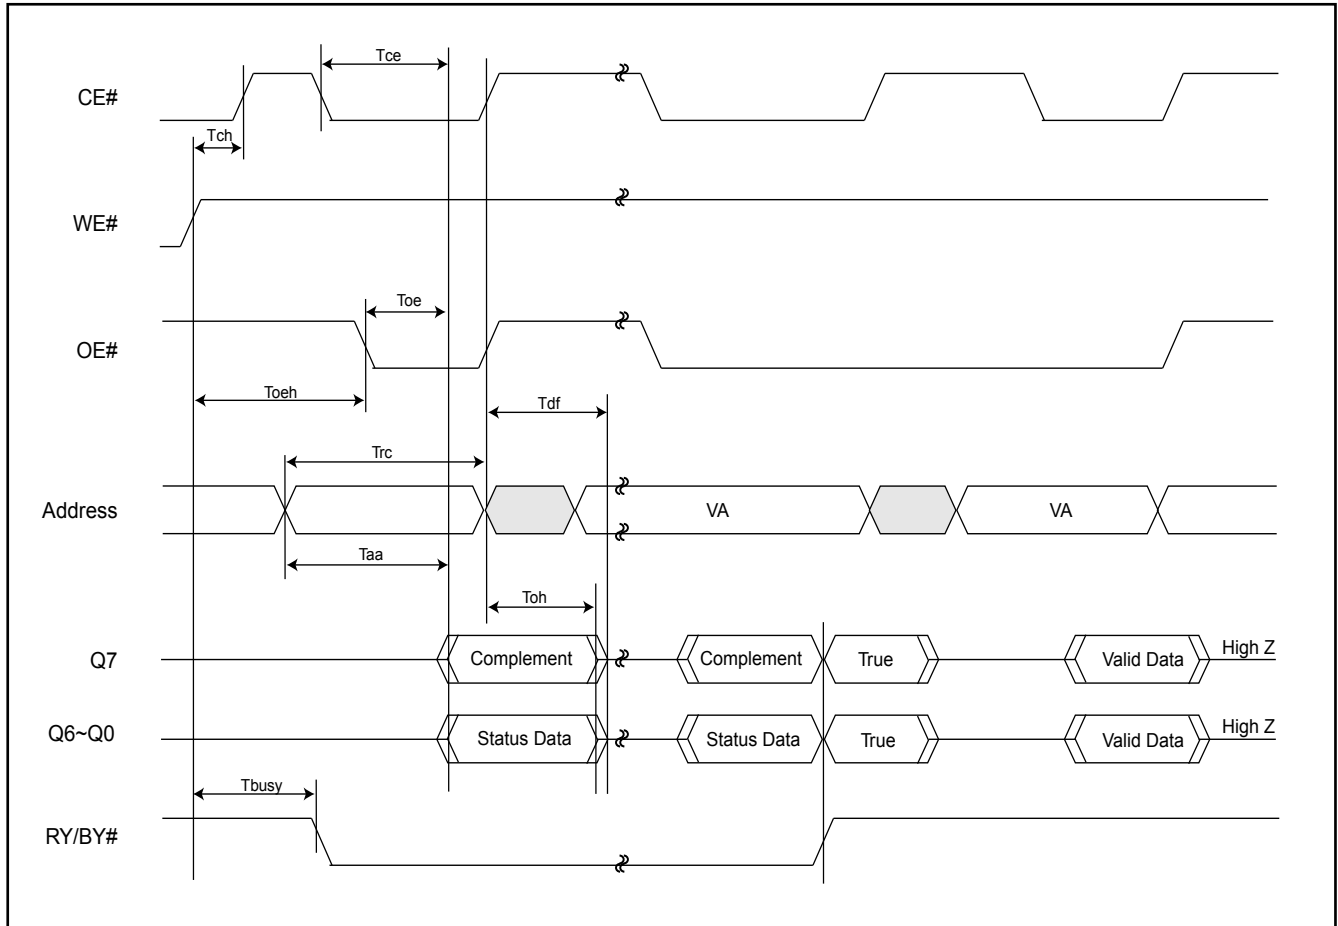 Tce
CE#
Tch
WE#
Toe
OE#
Toeh
Tdf
Trc
Address
VA
VA
Taa
Toh
Q7
Complement
Complement
True
Valid Data
High Z
Q6~Q0
Status Data
Status Data
True
Valid Data
High Z
Tbusy
RY/BY#